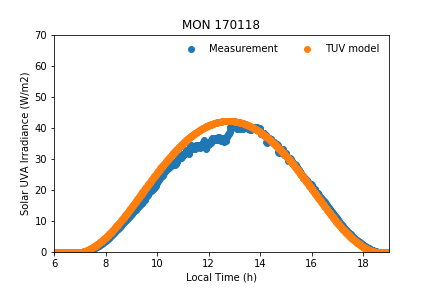 MON 170118
Measurement TUV model
Solar UVA Irradiance (W/m2)
70
60
50
40
30
20
10
0
6 8 10 12 14 16 18
Local Time (h)